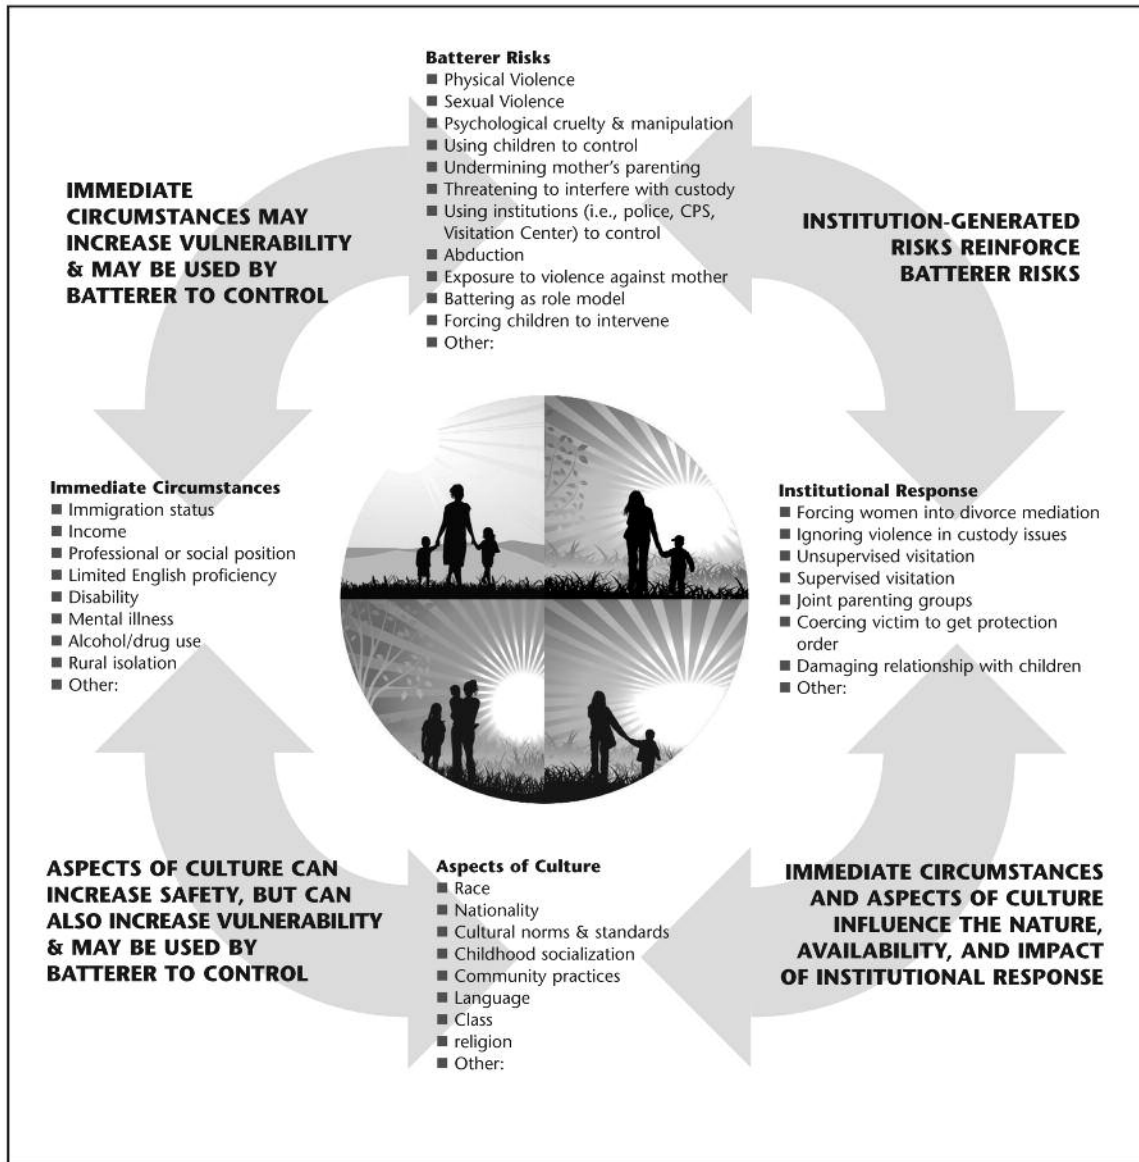 Batterer Risks
■ Physical Violence
■ Sexual Violence
■ Psychological cruelty & manipulation
■ Using children to control
■ Undermining mother's parenting
■ Threatening to interfere with custody
■ Using institutions (i.e., police, CPS,
Visitation Center) to control
■ Abduction
■ Exposure to violence against mother
■ Battering as role model
■ Forcing children to intervene
■ Other:
IMMEDIATE
CIRCUMSTANCES MAY
INCREASE VULNERABILITY
& MAY BE USED BY
BATTERER TO CONTROL
INSTITUTION-GENERATED
RISKS REINFORCE
BATTERER RISKS
Immediate Circumstances
■ Immigration status
■ Income
■ Professional or social position
■ Limited English proficiency
■ Disability
■ Mental illness
■ Alcohol/drug use
■ Rural isolation
■ Other:
Institutional Response
■ Forcing women into divorce mediation
■ Ignoring violence in custody issues
■ Unsupervised visitation
■ Supervised visitation
■ Joint parenting groups
■ Coercing victim to get protection
order
■ Damaging relationship with children
■ Other:
ASPECTS OF CULTURE CAN
INCREASE SAFETY, BUT CAN
ALSO INCREASE VULNERABILITY
& MAY BE USED BY
BATTERER TO CONTROL
Aspects of Culture
■ Race
■ Nationality
■ Cultural norms & standards
■ Childhood socialization
■ Community practices
■ Language
■ Class
■ religion
■ Other:
IMMEDIATE CIRCUMSTANCES
AND ASPECTS OF CULTURE
INFLUENCE THE NATURE,
AVAILABILITY, AND IMPACT
OF INSTITUTIONAL RESPONSE